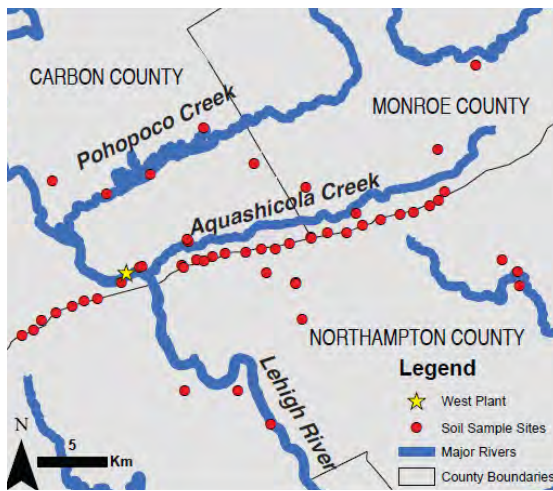 CARBON COUNTY
MONROE COUNTY
Pohopoco Creek
Aquashicola Creek
NORTHAMPTON COUNTY
Lehigh River
Legend
West Plant
Soil Sample Sites
Major Rivers
County Boundaries
N
5
Km